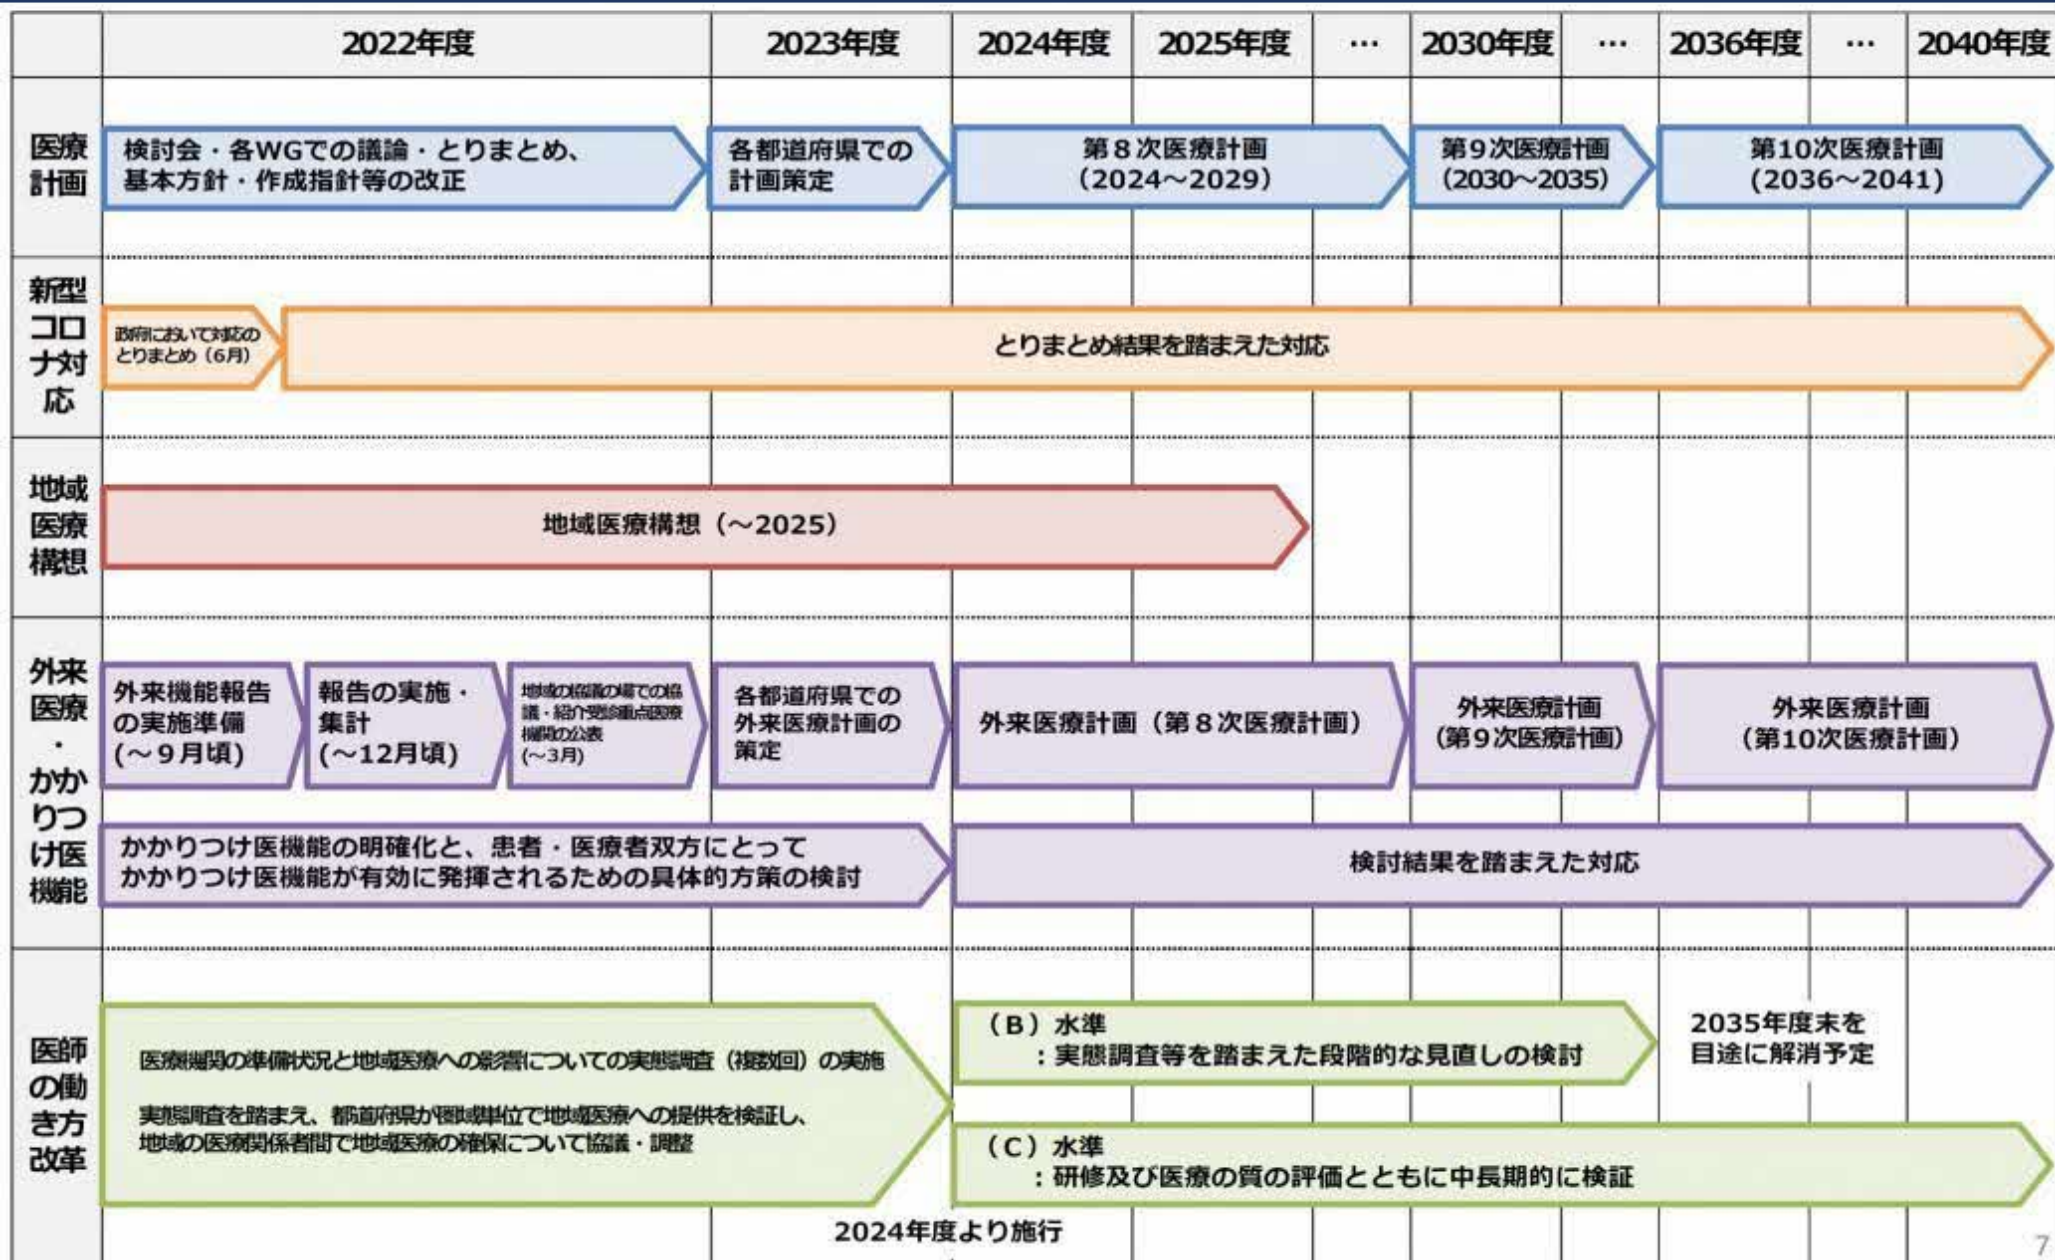 2022年度
2023年度
2024年度
2025年度
…
2030年度
…
2036年度
…
2040年度
医療
計画
検討会・各WGでの議論・とりまとめ、
基本方針・作成指針等の改正
各都道府県での
計画策定
第８次医療計画
（2024～2029）
第９次医療計画
（2030～2035）
第10次医療計画
(2036～2041)
新型
コロ
ナ対
応
政府において対応の
とりまとめ（6月）
とりまとめ結果を踏まえた対応
地域
医療
構想
地域医療構想（～2025）
外来
医療
・
かか
りつ
け医
機能
外来機能報告
の実施準備
(～９月頃)
報告の実施・
集計
(～12月頃)
地域の協議の場での協
議・紹介受診重点医療
機関の公表
(～3月)
各都道府県での
外来医療計画の
策定
外来医療計画（第８次医療計画）
外来医療計画
（第９次医療計画）
外来医療計画
（第10次医療計画）
かかりつけ医機能の明確化と、患者・医療者双方にとって
かかりつけ医機能が有効に発揮されるための具体的方策の検討
検討結果を踏まえた対応
医師
の働
き方
改革
医療機関の準備状況と地域医療への影響についての実態調査（複数回）の実施
実態調査を踏まえ、都道府県が圏域単位で地域医療への提供を検証し、
地域の医療関係者間で地域医療の確保について協議・調整
（B）水準
：実態調査等を踏まえた段階的な見直しの検討
2035年度末を
目途に解消予定
（C）水準
：研修及び医療の質の評価とともに中長期的に検証
2024年度より施行
7